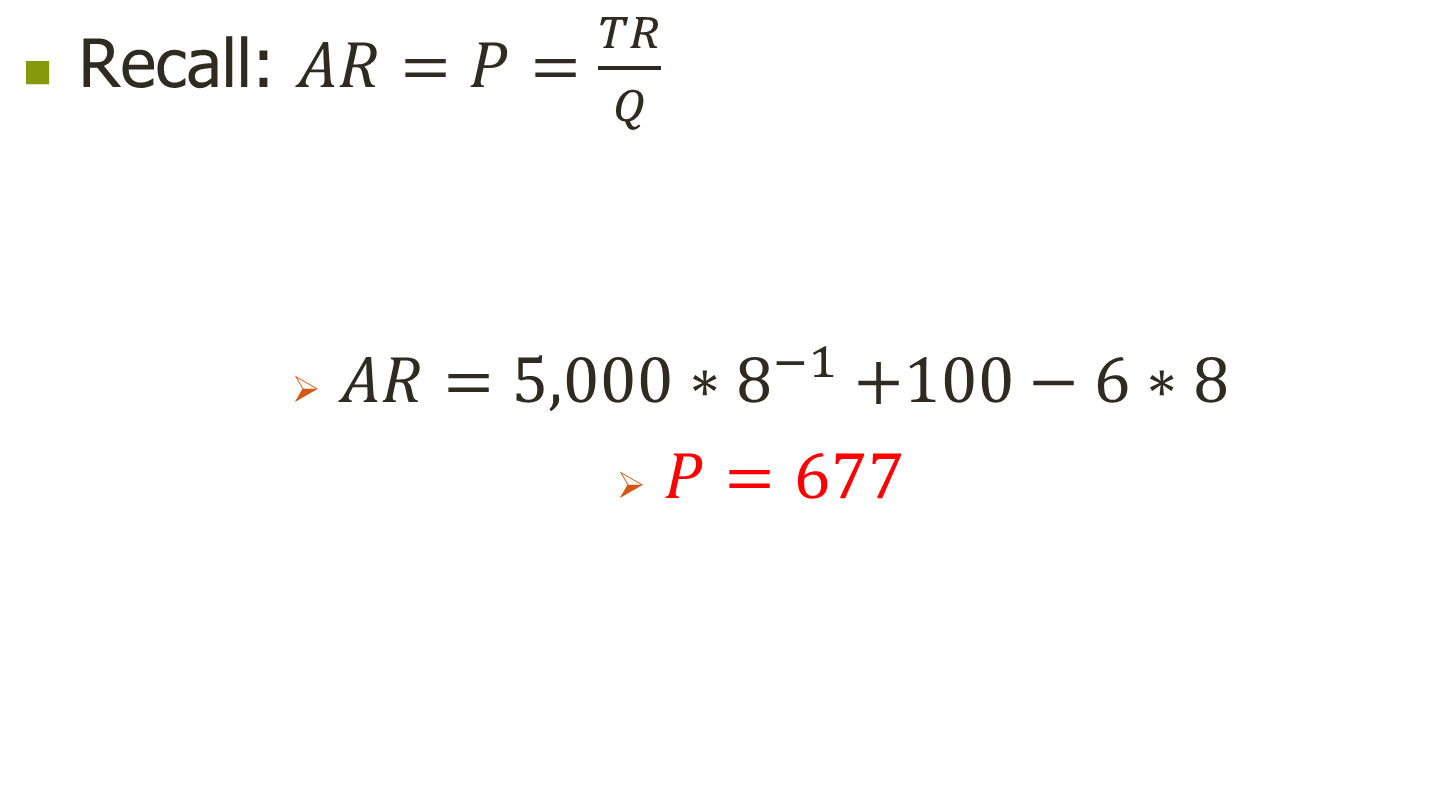 ■ Recall: AR = P = TR/Q
➢ AR = 5,000 ∗ 8⁻¹ +100 − 6 ∗ 8
➢ P = 677